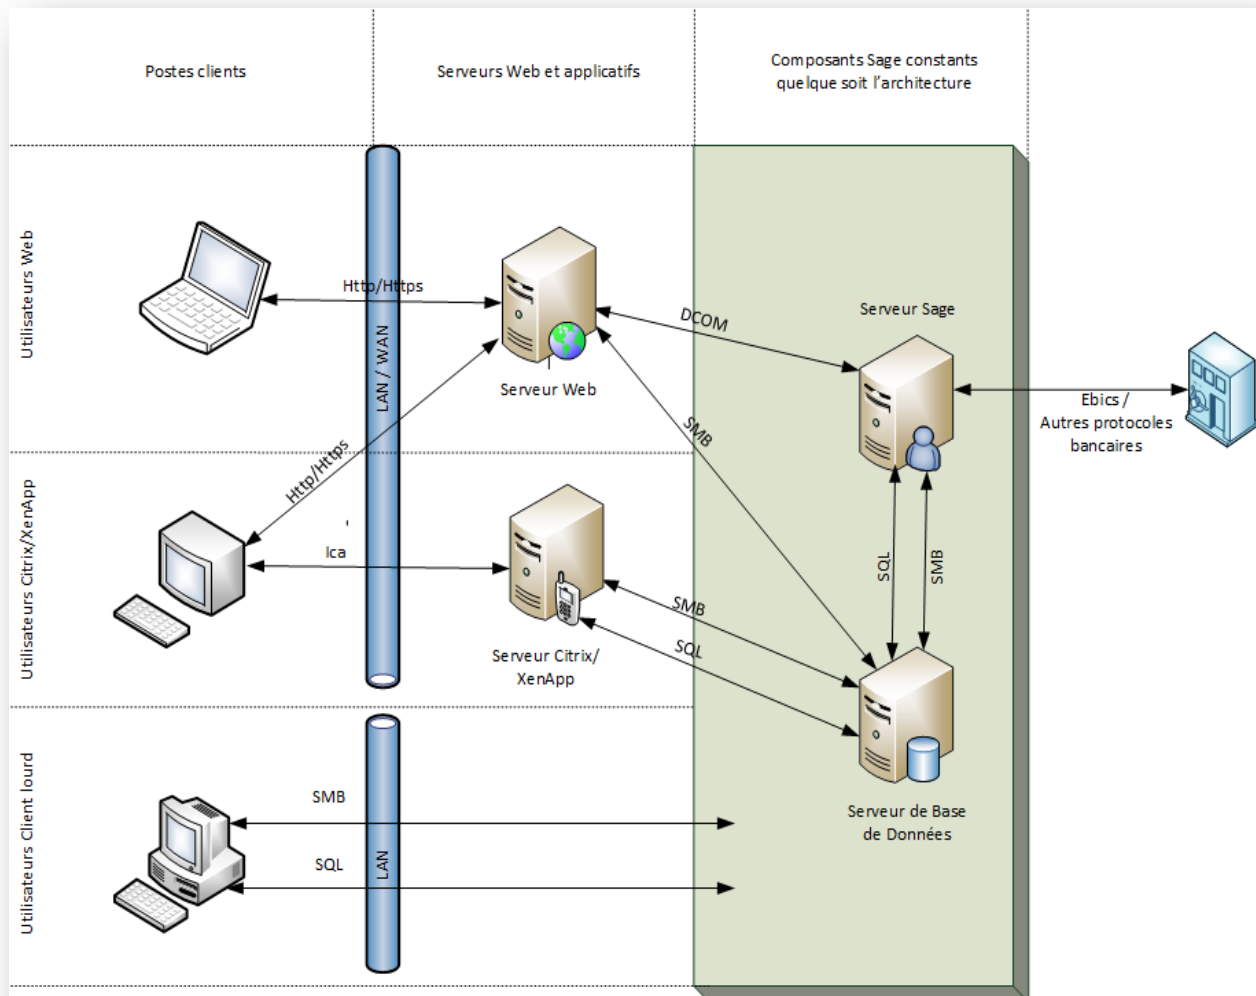 Postes clients
Serveurs Web et applicatifs
Composants Sage constants
quelque soit l'architecture
Utilisateurs Web
Http/Https
LAN / WAN
Serveur Web
DCOM
SMB
Serveur Sage
Ebics /
Autres protocoles
bancaires
Utilisateurs Citrix/XenApp
Http/Https
Ica
Serveur Citrix/
XenApp
SMB
SQL
SQL
SMB
Serveur de Base
de Données
Utilisateurs Client lourd
SMB
SQL
LAN